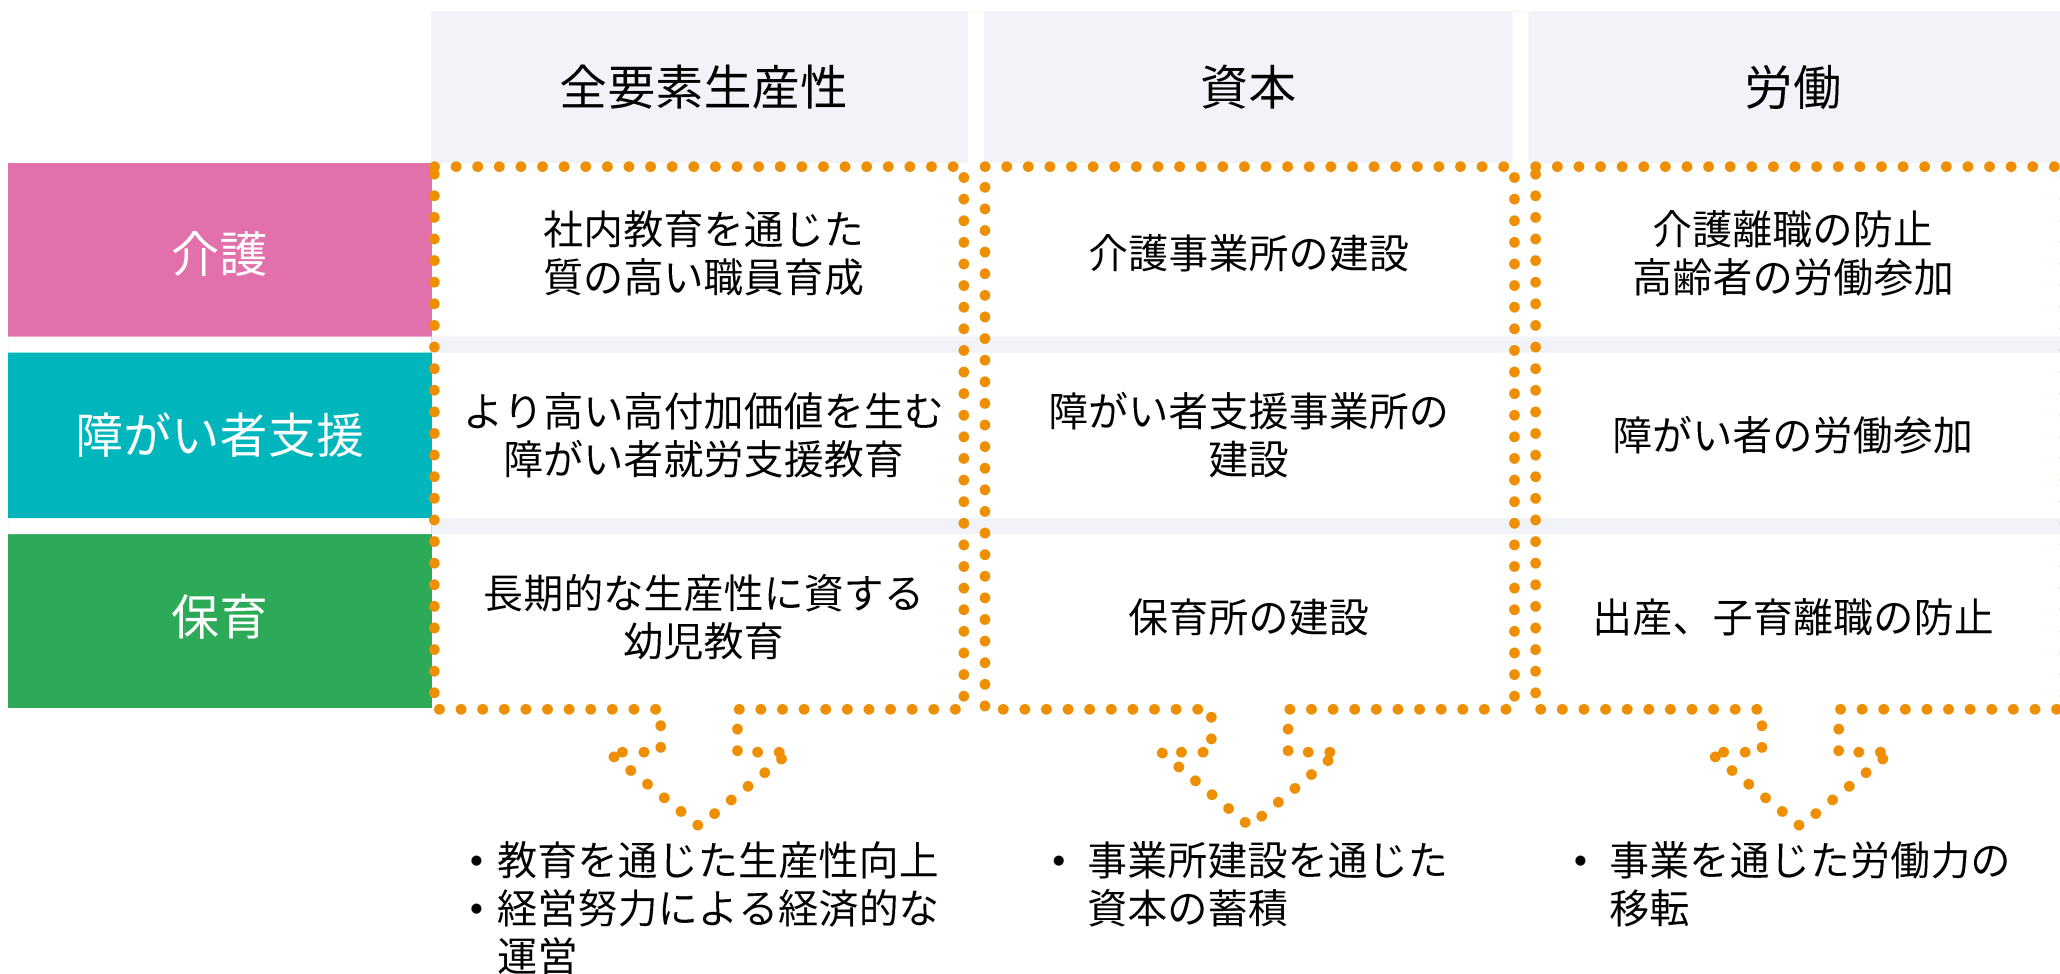 全要素生産性
資本
労働
介護
社内教育を通じた
質の高い職員育成
介護事業所の建設
介護離職の防止
高齢者の労働参加
障がい者支援
より高い高付加価値を生む
障がい者就労支援教育
障がい者支援事業所の
建設
障がい者の労働参加
保育
長期的な生産性に資する
幼児教育
保育所の建設
出産、子育離職の防止
• 教育を通じた生産性向上
• 経営努力による経済的な
運営
• 事業所建設を通じた
資本の蓄積
• 事業を通じた労働力の
移転